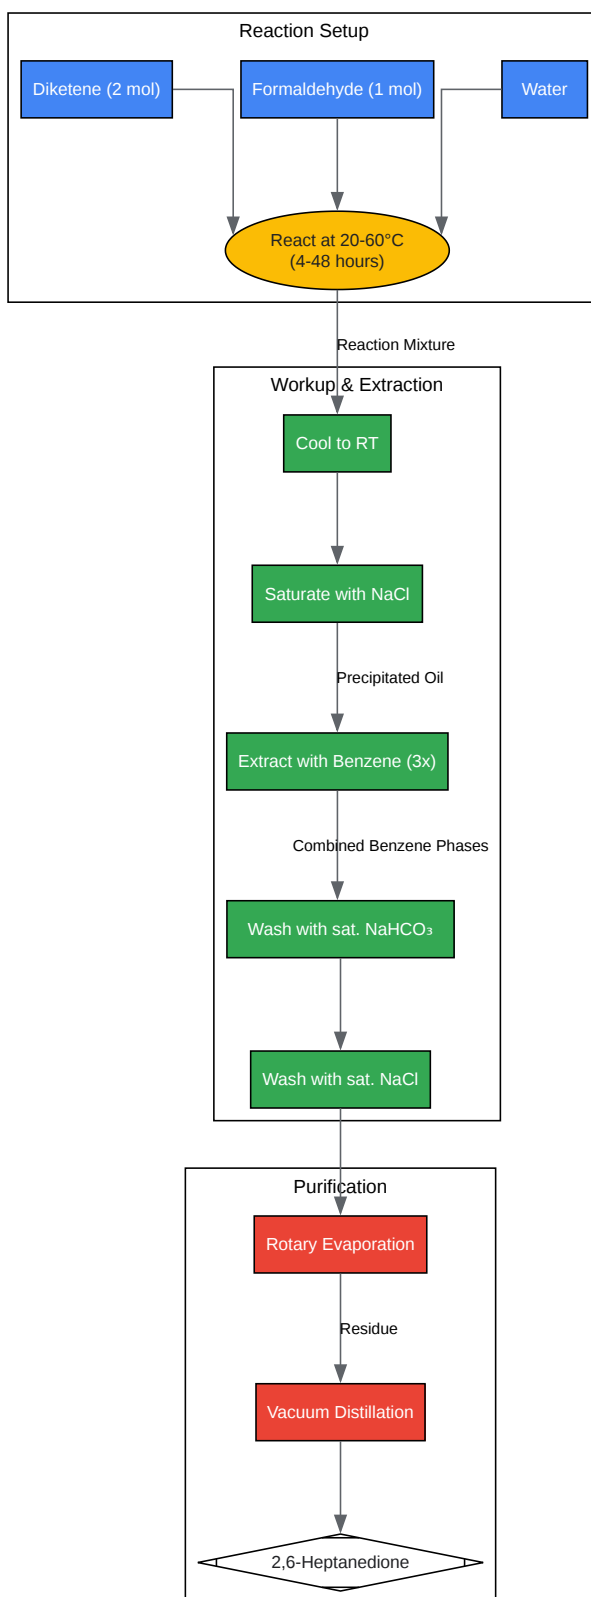 Reaction Setup
Diketene (2 mol)
Formaldehyde (1 mol)
Water
React at 20-60°C
(4-48 hours)
Reaction Mixture
Workup & Extraction
Cool to RT
Saturate with NaCl
Precipitated Oil
Extract with Benzene (3x)
Combined Benzene Phases
Wash with sat. NaHCO₃
Wash with sat. NaCl
Purification
Rotary Evaporation
Residue
Vacuum Distillation
2,6-Heptanedione